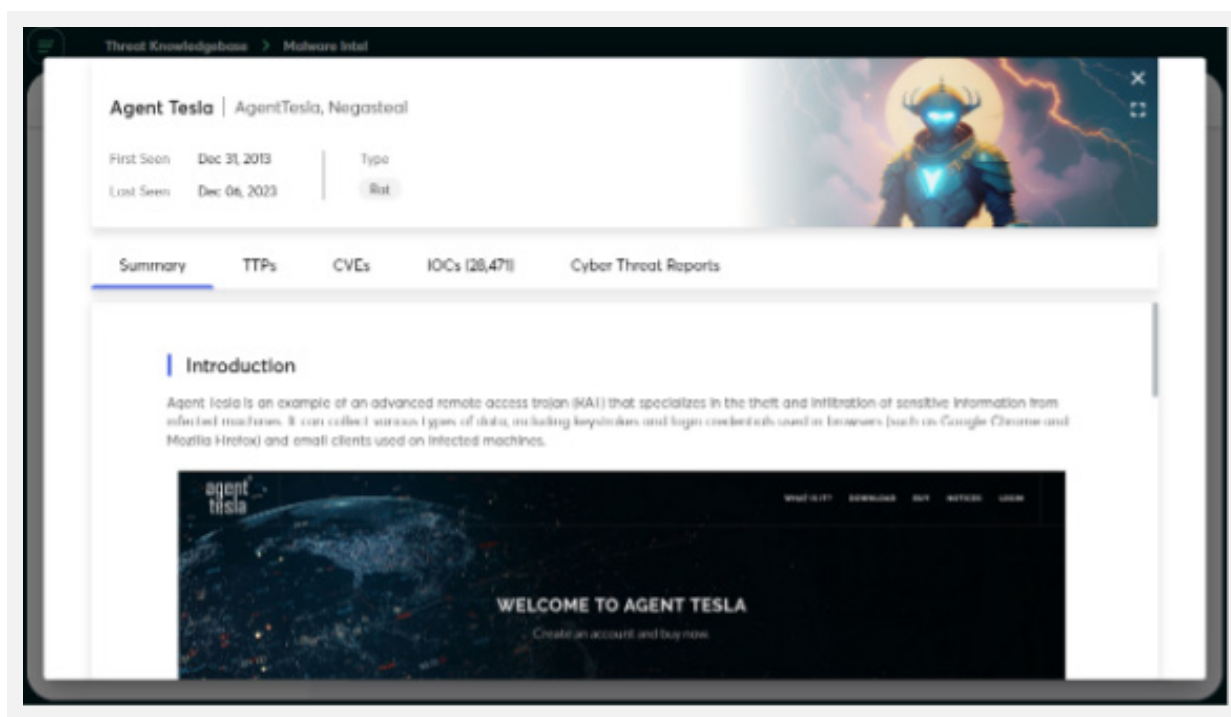 Threat Knowledgebase > Malware Intel
Agent Tesla | AgentTesla, Negasteal
First Seen Dec 31, 2013
Type
Last Seen Dec 06, 2023
Rat
Summary TTPs CVEs IOCs (28,471) Cyber Threat Reports
Introduction
Agent Tesla is an example of an advanced remote access trojan (RAT) that specializes in the theft and infiltration of sensitive information from
infected machines. It can collect various types of data, including keystrokes and login credentials used in browsers (such as Google Chrome and
Mozilla Firefox) and email clients used on infected machines.
agent
tesla
WHAT IS IT? DOWNLOAD BUY NOTICES LOGIN
WELCOME TO AGENT TESLA
Create an account and buy now.